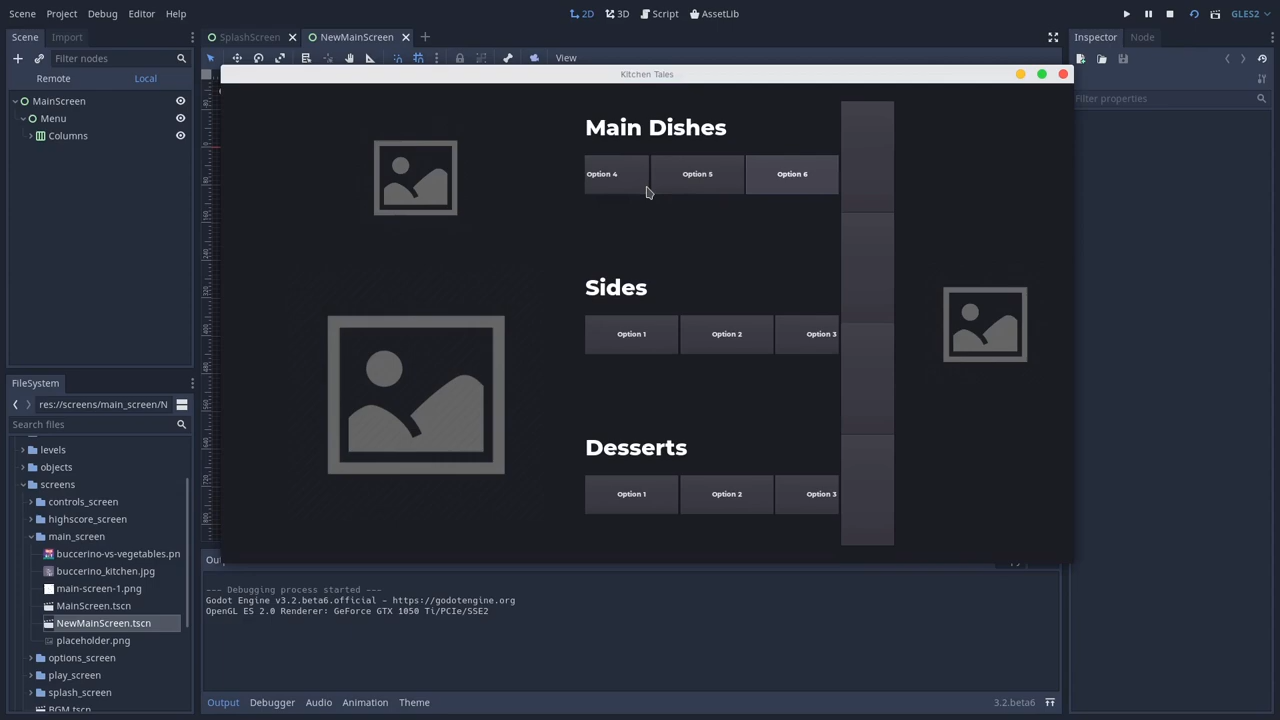 Scene Project Debug Editor Help 2D 3D Script AssetLib GLES2
Scene Import SplashScreen NewMainScreen Inspector Node
Filter nodes View
Remote Local
Kitchen Tales
Filter properties
MainScreen
Menu
Columns
Main Dishes
Option 4 Option 5 Option 6
Sides
Option 1 Option 2 Option 3
Desserts
Option 1 Option 2 Option 3
FileSystem
res://screens/main_screen/N
Search files
levels
objects
screens
controls_screen
highscore_screen
main_screen
buccerino-vs-vegetables.pn
buccerino_kitchen.jpg
main-screen-1.png
MainScreen.tscn
NewMainScreen.tscn
placeholder.png
options_screen
play_screen
splash_screen
BGM.tscn
--- Debugging process started ---
Godot Engine v3.2.beta6.official - https://godotengine.org
OpenGL ES 2.0 Renderer: GeForce GTX 1050 Ti/PCIe/SSE2
Output Debugger Audio Animation Theme 3.2.beta6